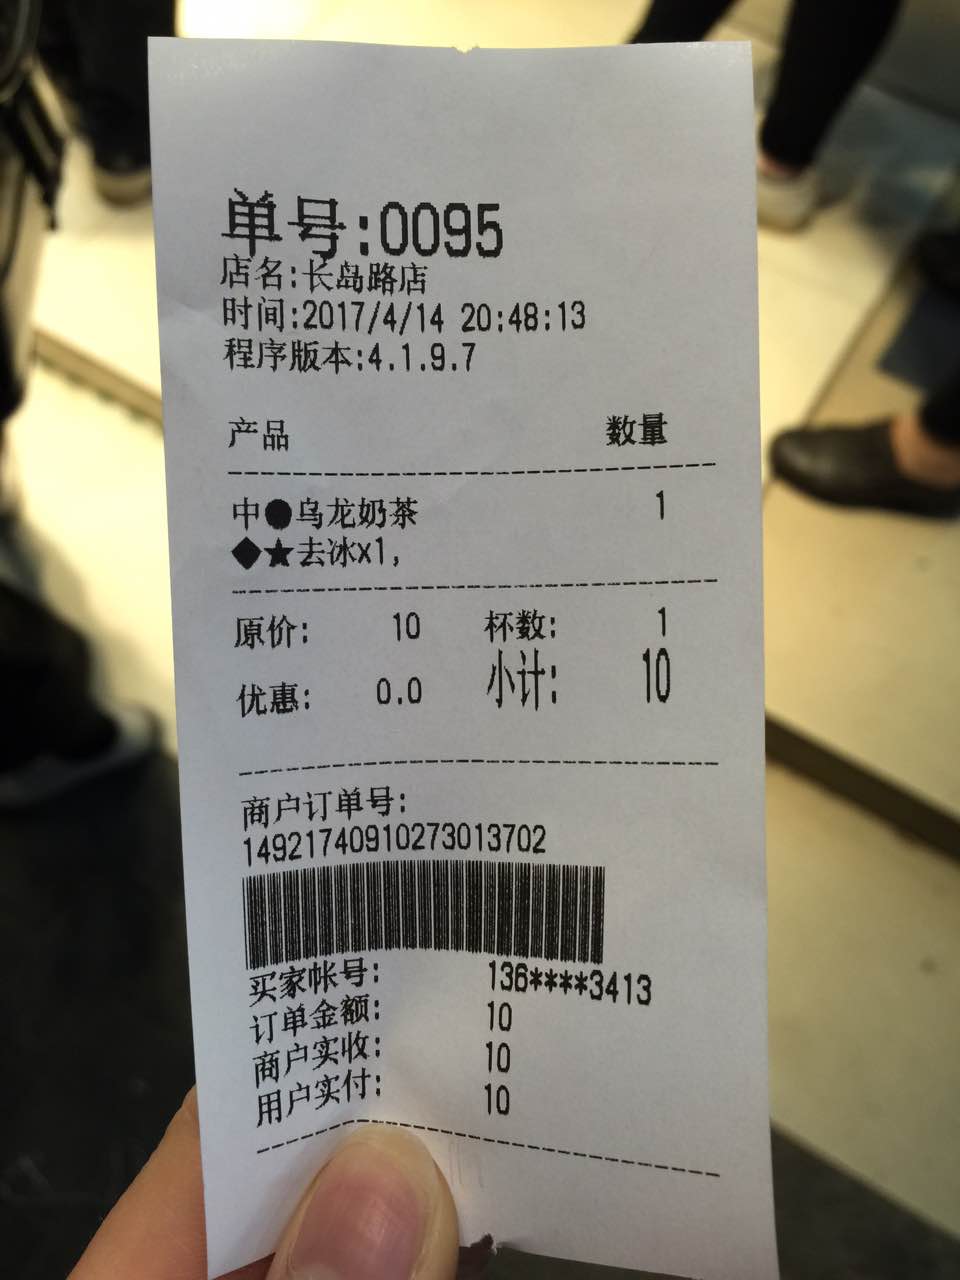 单号:0095
店名:长岛路店
时间:2017/4/14 20:48:13
程序版本:4.1.9.7
产品 数量
中●乌龙奶茶 1
◆★去冰x1,
原价: 10 杯数: 1
优惠: 0.0 小计: 10
商户订单号:
14921740910273013702
买家帐号: 136****3413
订单金额: 10
商户实收: 10
用户实付: 10